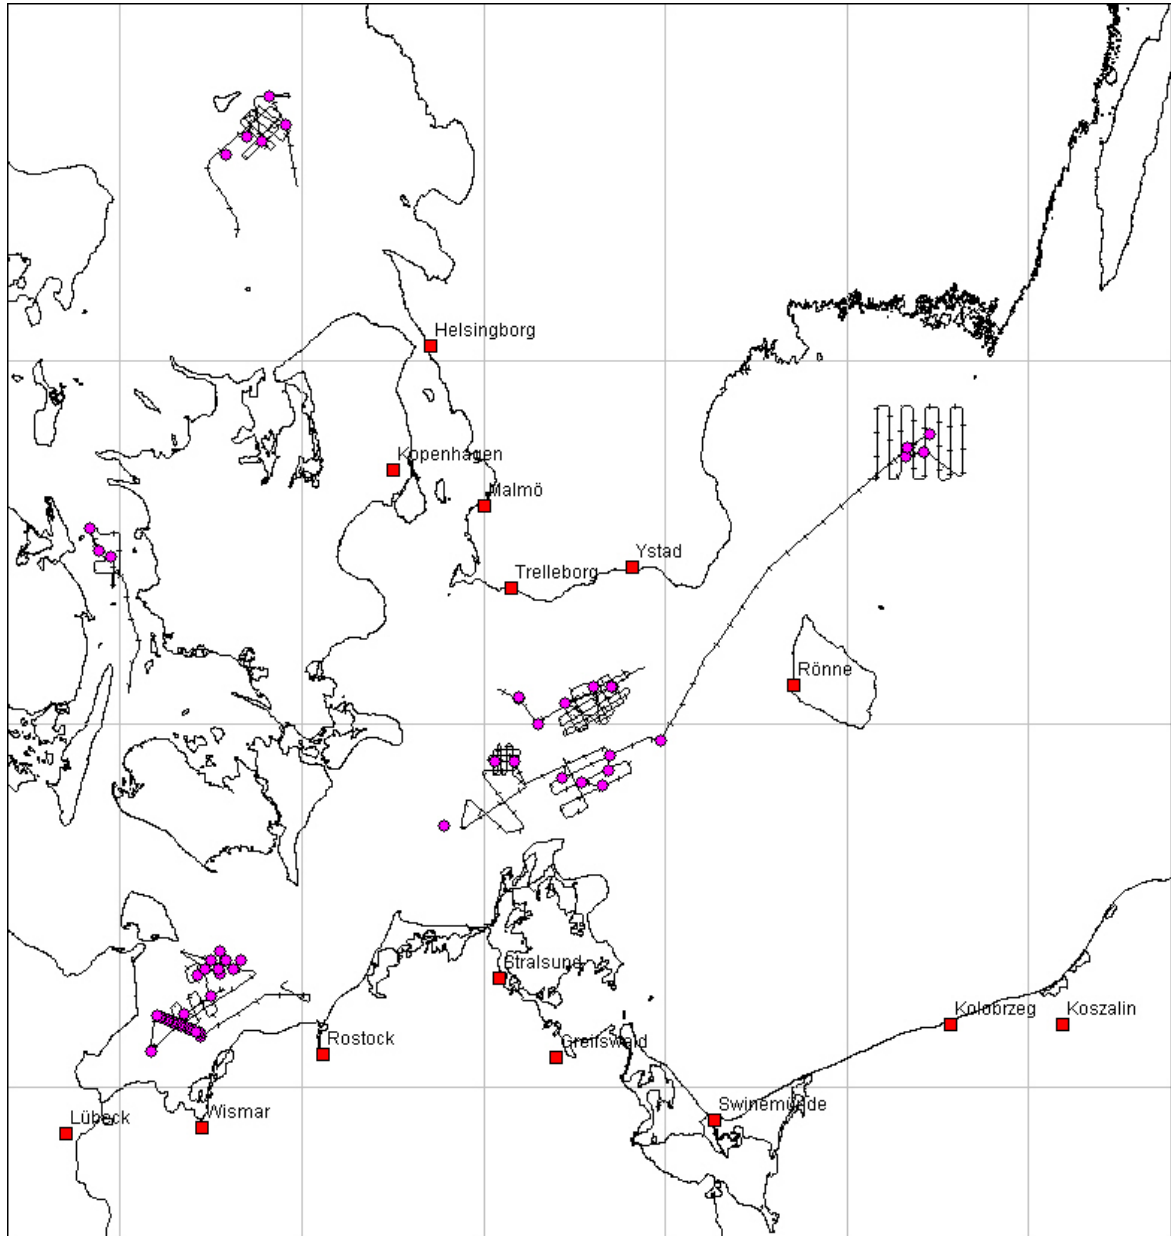 Helsingborg
Kopenhagen
Malmö
Ystad
Trelleborg
Rönne
Stralsund
Kolobrzeg
Koszalin
Rostock
Greifswald
Swinemünde
Wismar
Lübeck